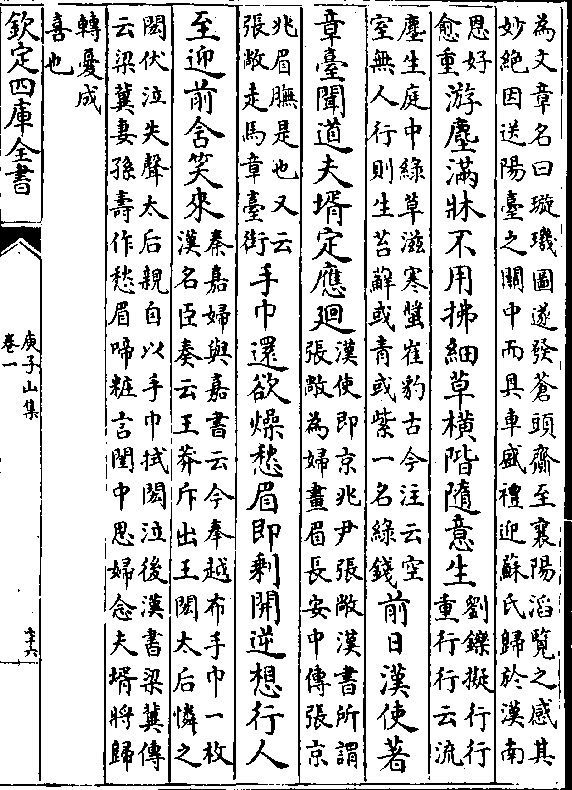 為文章名曰璇璣圖遂發蒼頭齎至襄陽滔覽之感其
妙絶因送陽臺之關中而具車盛禮迎蘇氏歸於漢南
恩好
愈重
游塵滿牀不用拂細草橫階隨意生
劉鑠擬行行
重行行云流
塵生庭中綠草滋寒螿崔豹古今注云空
室無人行則生苔蘚或青或紫一名綠錢
前日漢使著
章臺聞道夫壻定應廻
漢使即京兆尹張敞漢書所謂
張敞為婦畫眉長安中傳張京
兆眉膴是也又云
張敞走馬章臺街
手巾還欲燥愁眉即剩開逆想行人
至迎前含笑來
秦嘉婦與嘉書云今奉越布手巾一枚
漢名臣奏云王莽斥出王閎太后憐之
閎伏泣失聲太后親自以手巾拭閎泣後漢書梁冀傳
云梁冀妻孫壽作愁眉啼粧言閨中思婦念夫壻將歸
轉憂成
喜也
欽定四庫全書
庾子山集
卷一